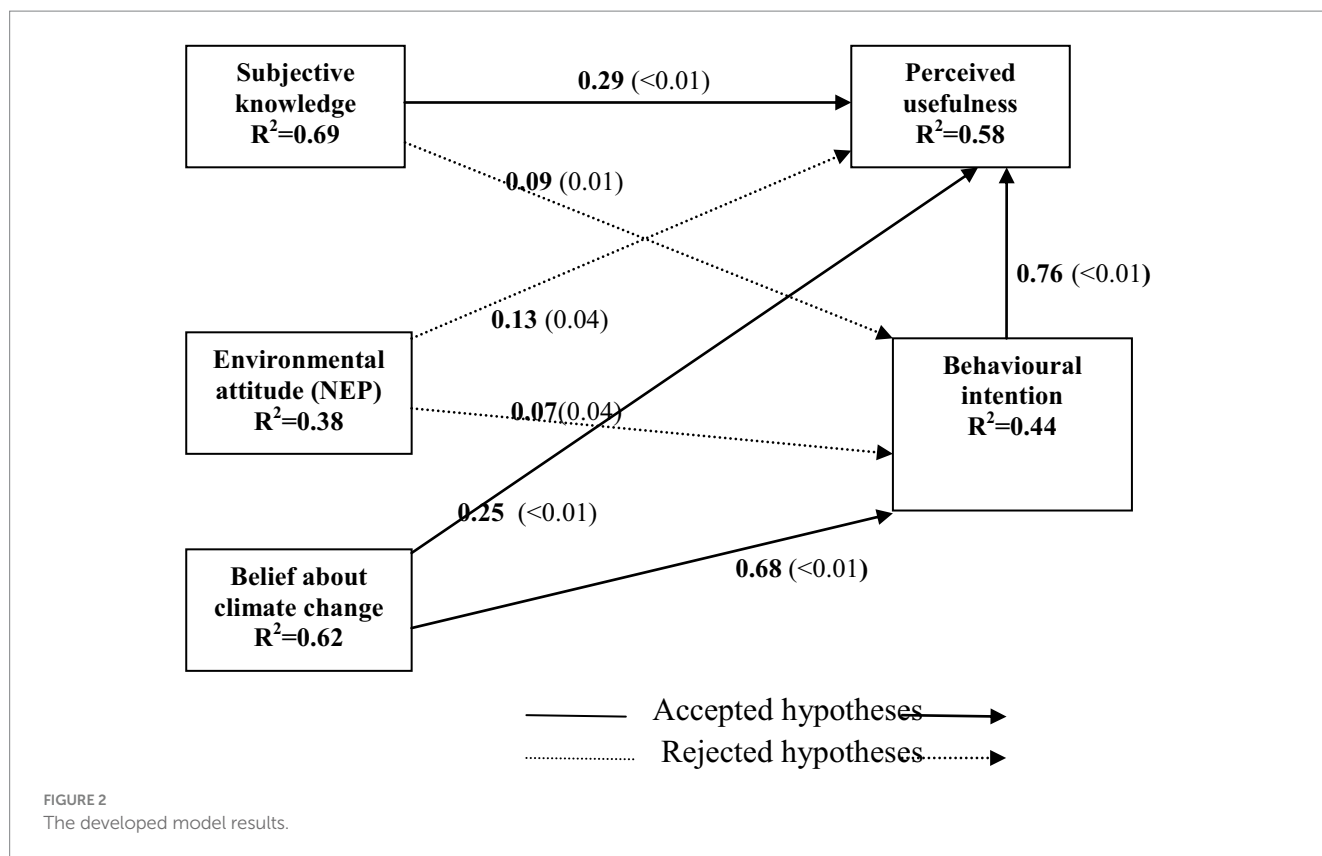 Subjective
knowledge
R²=0.69
0.29 (<0.01)
Perceived
usefulness
R²=0.58
0.09 (0.01)
0.76 (<0.01)
0.13 (0.04)
Environmental
attitude (NEP)
R²=0.38
Behavioural
intention
R²=0.44
0.07(0.04)
0.25 (<0.01)
Belief about
climate change
R²=0.62
0.68 (<0.01)
Accepted hypotheses
Rejected hypotheses
FIGURE 2
The developed model results.